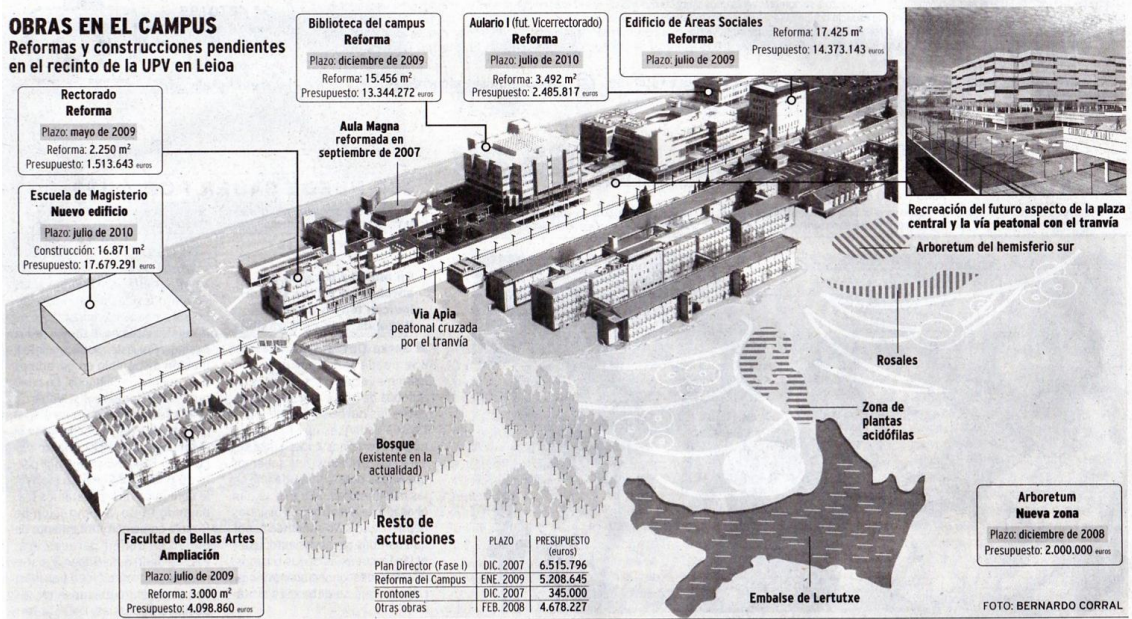 OBRAS EN EL CAMPUS
Reformas y construcciones pendientes
en el recinto de la UPV en Leioa
Rectorado
Reforma
Plazo: mayo de 2009
Reforma: 2.250 m²
Presupuesto: 1.513.643 euros
Escuela de Magisterio
Nuevo edificio
Plazo: julio de 2010
Construcción: 16.871 m²
Presupuesto: 17.679.291 euros
Biblioteca del campus
Reforma
Plazo: diciembre de 2009
Reforma: 15.456 m²
Presupuesto: 13.344.272 euros
Aula Magna
reformada en
septiembre de 2007
Aulario I (fut. Vicerrectorado)
Reforma
Plazo: julio de 2010
Reforma: 3.492 m²
Presupuesto: 2.485.817 euros
Edificio de Áreas Sociales
Reforma
Plazo: julio de 2009
Reforma: 17.425 m²
Presupuesto: 14.373.143 euros
Recreación del futuro aspecto de la plaza
central y la vía peatonal con el tranvía
Arboretum del hemisferio sur
Rosales
Via Apia
peatonal cruzada
por el tranvía
Zona de
plantas
acidófilas
Bosque
(existente en la
actualidad)
Facultad de Bellas Artes
Ampliación
Plazo: julio de 2009
Reforma: 3.000 m²
Presupuesto: 4.098.860 euros
Resto de
actuaciones
PLAZO PRESUPUESTO
(euros)
Plan Director (Fase I) DIC. 2007 6.515.796
Reforma del Campus ENE. 2009 5.208.645
Frontones DIC. 2007 345.000
Otras obras FEB. 2008 4.678.227
Embalse de Lertutxe
Arboretum
Nueva zona
Plazo: diciembre de 2008
Presupuesto: 2.000.000 euros
FOTO: BERNARDO CORRAL